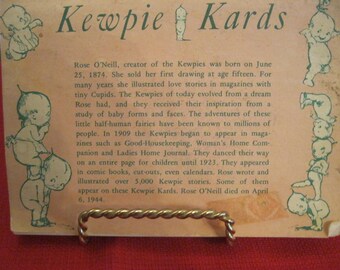 Kewpie Kards
Rose O'Neill, creator of the Kewpies was born on June
25, 1874. She sold her first drawing at age fifteen. For
many years she illustrated love stories in magazines with
tiny Cupids. The Kewpies of today evolved from a dream
Rose had, and they received their inspiration from a
study of baby forms and faces. The adventures of these
little half-human fairies have been known to millions of
people. In 1909 the Kewpies began to appear in maga-
zines such as Good-Housekeeping, Women's Home Com-
panion and Ladies Home Journal. They danced their way
on an entire page for children until 1923. They appeared
in comic books, cut-outs, even calendars. Rose wrote and
illustrated over 5,000 Kewpie stories. Some of them
appear on these Kewpie Kards. Rose O'Neill died on April
6, 1944.